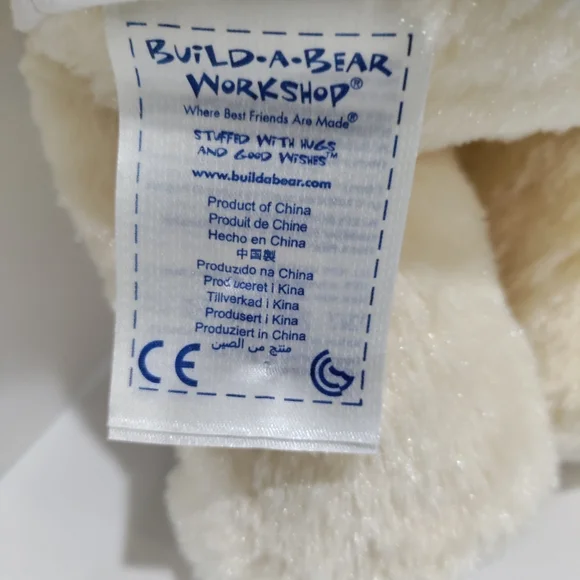 BUILD-A-BEAR
WORKSHOP®
Where Best Friends Are Made®
STUFFED WITH HUGS
AND GOOD WISHES™
www.buildabear.com
Product of China
Produit de Chine
Hecho en China
中国製
Produzido na China
Produceret i Kina
Tillverkad i Kina
Produsert i Kina
Produziert in China
منتج من الصين
CE